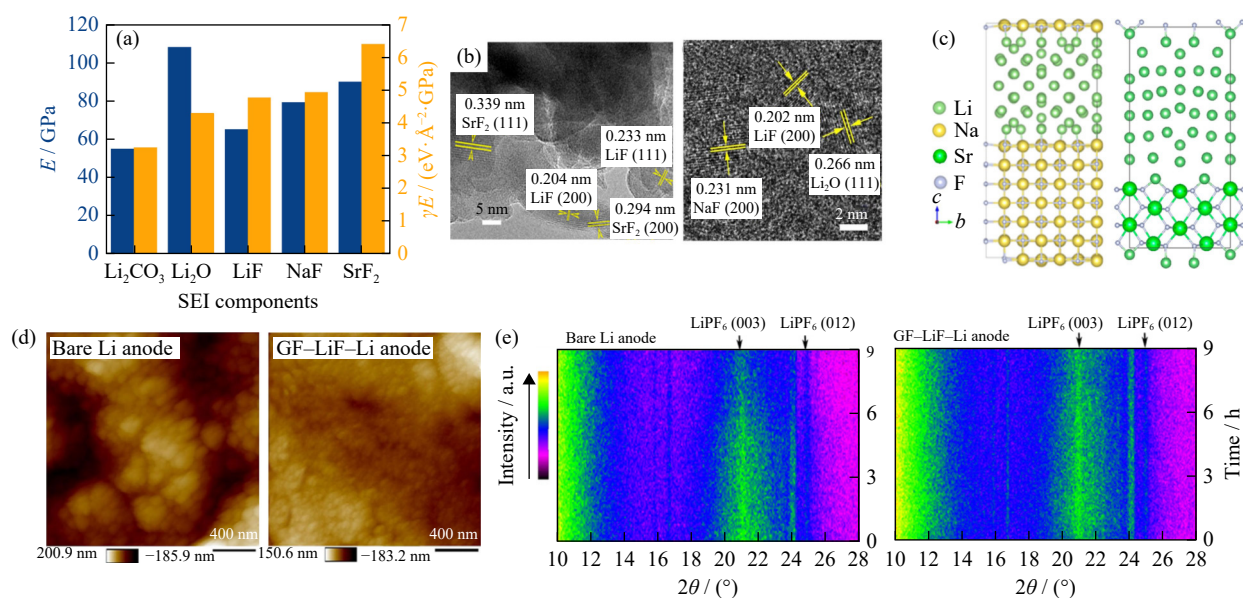 (a)
120
100
80
60
40
20
0
E / GPa
7
6
5
4
3
2
1
0
γE / (eV·Å⁻²·GPa)
Li₂CO₃ Li₂O LiF NaF SrF₂
SEI components
(b)
0.339 nm
SrF₂ (111)
0.233 nm
LiF (111)
0.204 nm
LiF (200)
0.294 nm
SrF₂ (200)
5 nm
0.202 nm
LiF (200)
0.266 nm
Li₂O (111)
0.231 nm
NaF (200)
2 nm
(c)
Li
Na
Sr
F
c
b
(d)
Bare Li anode
400 nm
200.9 nm −185.9 nm
GF–LiF–Li anode
400 nm
150.6 nm −183.2 nm
(e)
Intensity / a.u.
Bare Li anode
LiPF₆ (003) LiPF₆ (012)
9
6
3
0
10 12 14 16 18 20 22 24 26 28
2θ / (°)
GF–LiF–Li anode
LiPF₆ (003) LiPF₆ (012)
9
6
3
0
Time / h
10 12 14 16 18 20 22 24 26 28
2θ / (°)